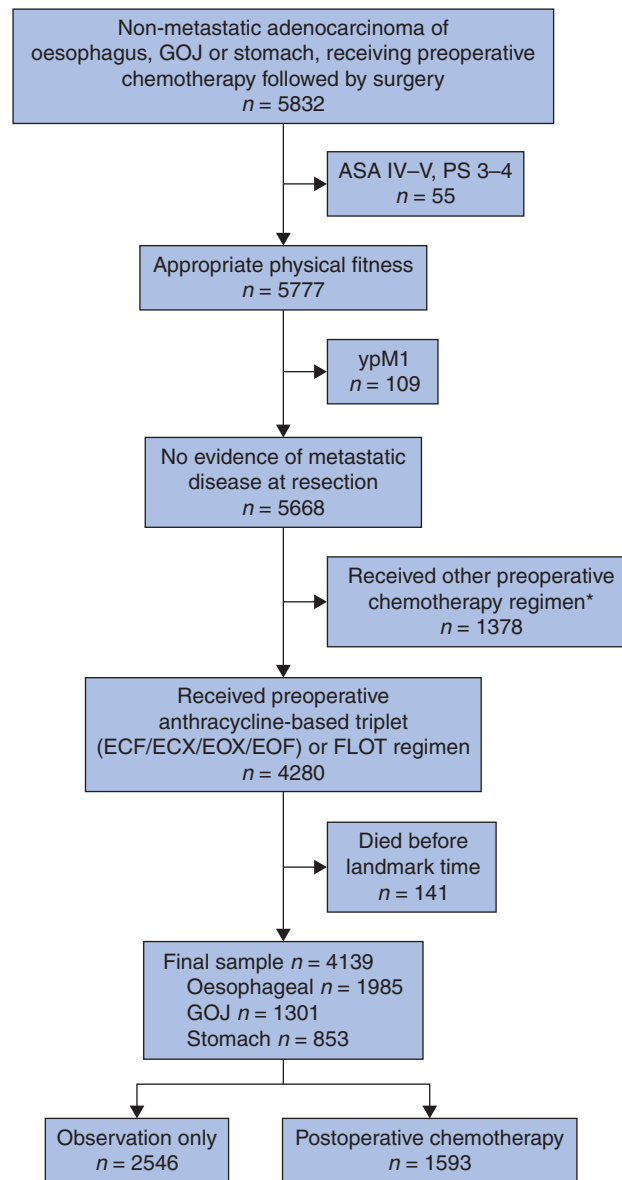 Non-metastatic adenocarcinoma of
oesophagus, GOJ or stomach, receiving preoperative
chemotherapy followed by surgery
n = 5832
ASA IV–V, PS 3–4
n = 55
Appropriate physical fitness
n = 5777
ypM1
n = 109
No evidence of metastatic
disease at resection
n = 5668
Received other preoperative
chemotherapy regimen*
n = 1378
Received preoperative
anthracycline-based triplet
(ECF/ECX/EOX/EOF) or FLOT regimen
n = 4280
Died before
landmark time
n = 141
Final sample n = 4139
Oesophageal n = 1985
GOJ n = 1301
Stomach n = 853
Observation only
n = 2546
Postoperative chemotherapy
n = 1593